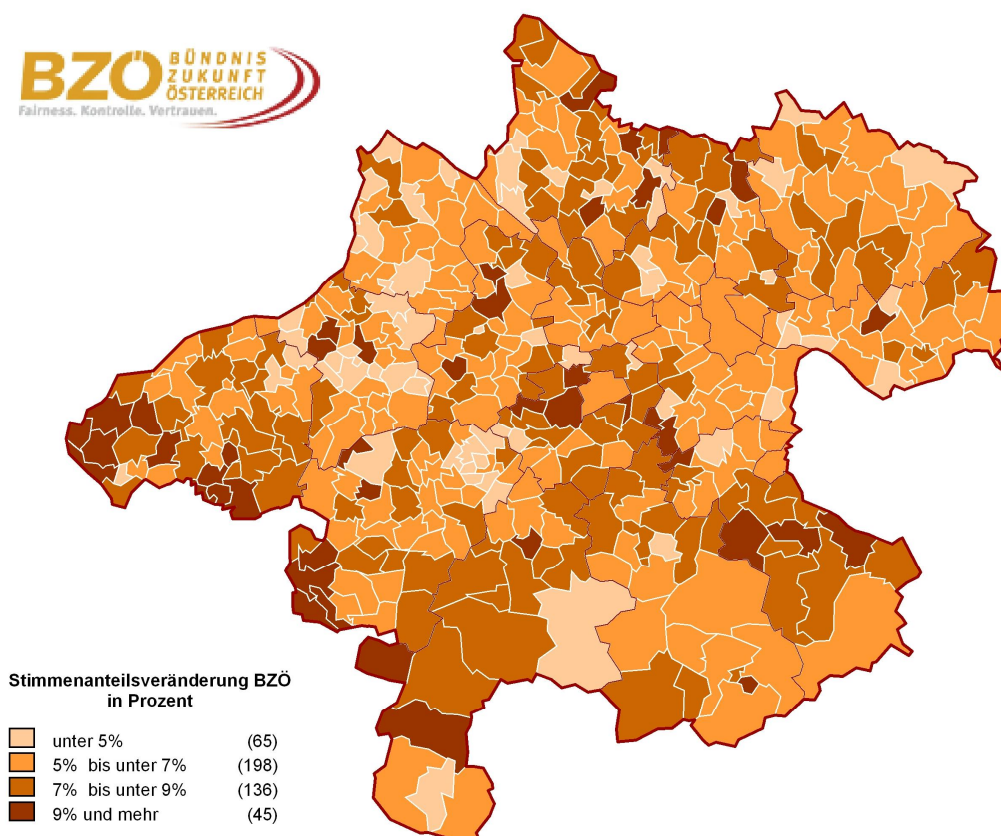 BZÖ
BÜNDNIS
ZUKUNFT
ÖSTERREICH
Fairness. Kontrolle. Vertrauen.
Stimmenanteilsveränderung BZÖ
in Prozent
unter 5% (65)
5% bis unter 7% (198)
7% bis unter 9% (136)
9% und mehr (45)